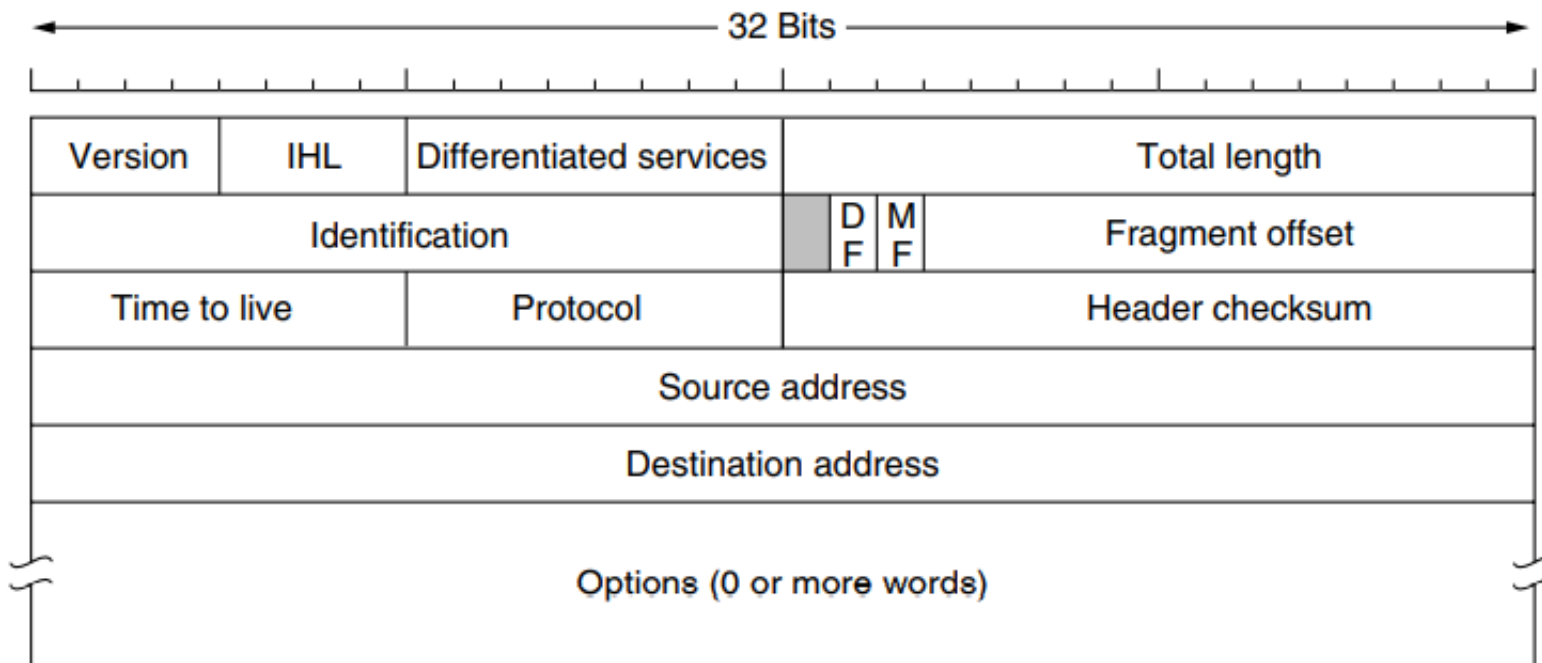 32 Bits
Version IHL Differentiated services Total length
Identification D F M F Fragment offset
Time to live Protocol Header checksum
Source address
Destination address
Options (0 or more words)